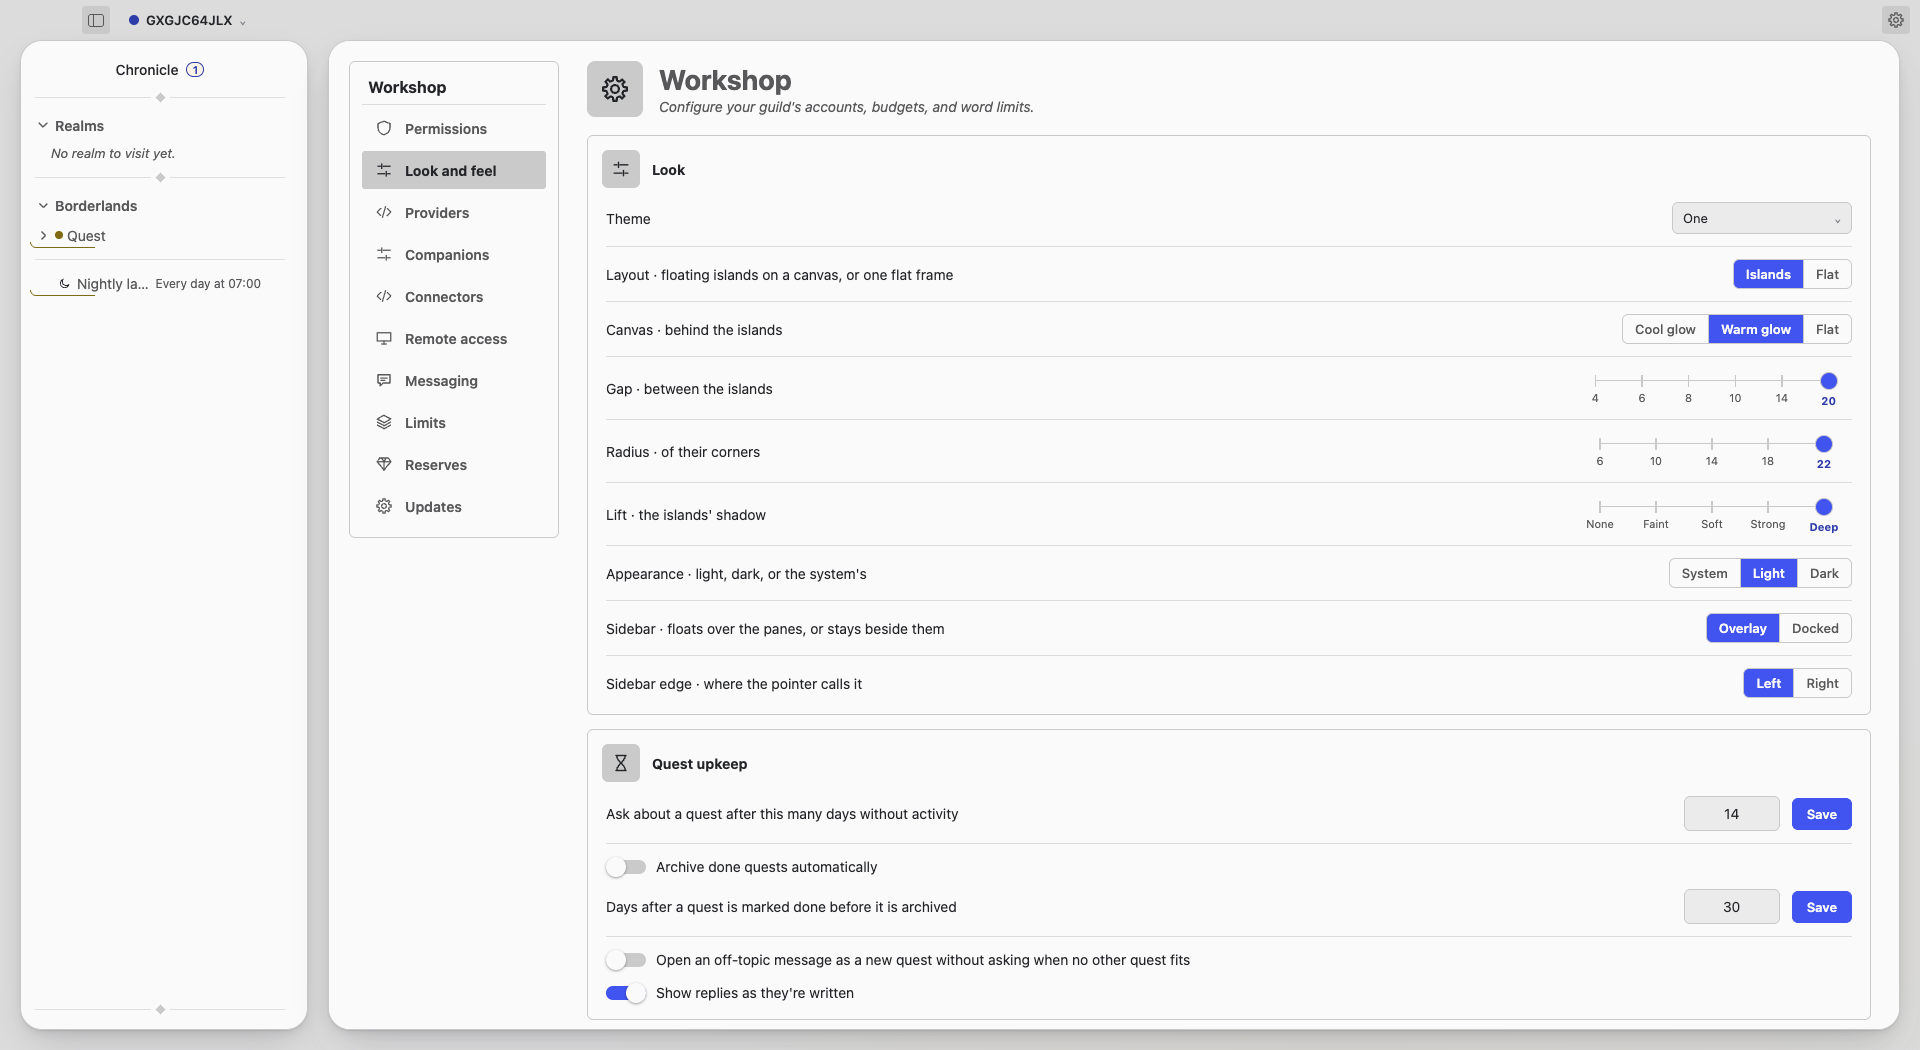 GXGJC64JLX
Chronicle 1
Realms
No realm to visit yet.
Borderlands
Quest
Nightly la... Every day at 07:00
Workshop
Permissions
Look and feel
Providers
Companions
Connectors
Remote access
Messaging
Limits
Reserves
Updates
Workshop
Configure your guild's accounts, budgets, and word limits.
Look
Theme One
Layout · floating islands on a canvas, or one flat frame Islands Flat
Canvas · behind the islands Cool glow Warm glow Flat
Gap · between the islands 4 6 8 10 14 20
Radius · of their corners 6 10 14 18 22
Lift · the islands' shadow None Faint Soft Strong Deep
Appearance · light, dark, or the system's System Light Dark
Sidebar · floats over the panes, or stays beside them Overlay Docked
Sidebar edge · where the pointer calls it Left Right
Quest upkeep
Ask about a quest after this many days without activity 14 Save
Archive done quests automatically
Days after a quest is marked done before it is archived 30 Save
Open an off-topic message as a new quest without asking when no other quest fits
Show replies as they're written